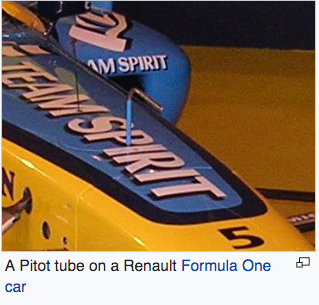 AM SPIRIT
TEAM SPIRIT
5
A Pitot tube on a Renault Formula One
car